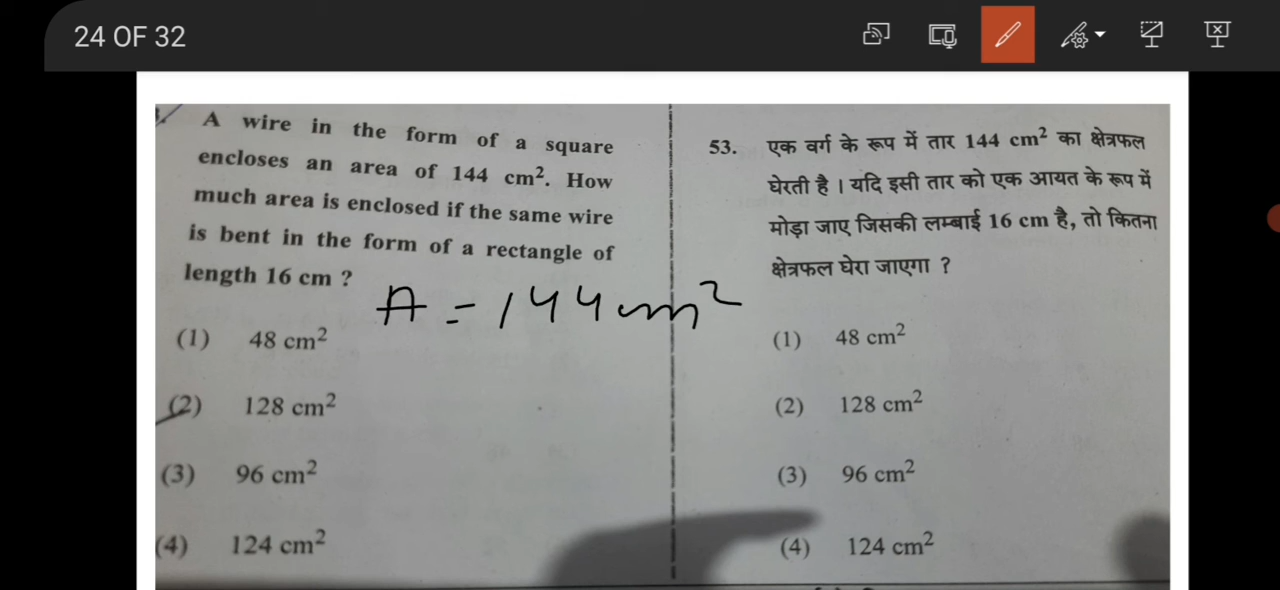 24 OF 32
A wire in the form of a square
encloses an area of 144 cm². How
much area is enclosed if the same wire
is bent in the form of a rectangle of
length 16 cm ?
A = 144 cm²
(1) 48 cm²
(2) 128 cm²
(3) 96 cm²
(4) 124 cm²
53. एक वर्ग के रूप में तार 144 cm² का क्षेत्रफल
घेरती है । यदि इसी तार को एक आयत के रूप में
मोड़ा जाए जिसकी लम्बाई 16 cm है, तो कितना
क्षेत्रफल घेरा जाएगा ?
(1) 48 cm²
(2) 128 cm²
(3) 96 cm²
(4) 124 cm²